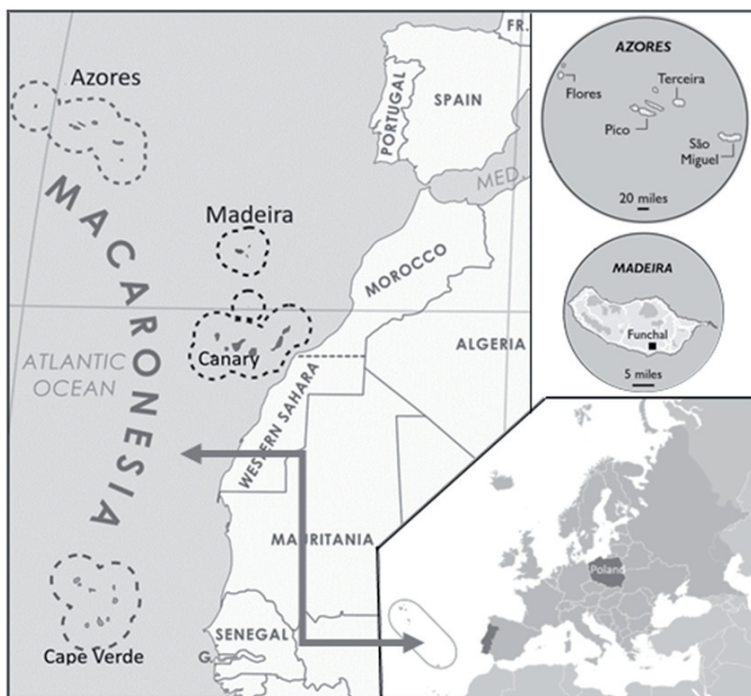 Azores
MACARONESIA
Madeira
Canary
ATLANTIC
OCEAN
Cape Verde
FR.
PORTUGAL
SPAIN
MED.
MOROCCO
ALGERIA
WESTERN SAHARA
MAURITANIA
SENEGAL
G.
AZORES
Flores
Terceira
Pico
São
Miguel
20 miles
MADEIRA
Funchal
5 miles
Poland